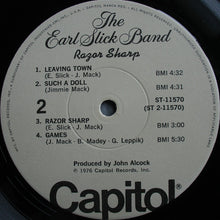 The
Earl Slick Band
Razor Sharp
1. LEAVING TOWN
(E. Slick - J. Mack) BMI 4:32
2. SUCH A DOLL BMI 4:31
(Jimmie Mack)
2 ST-11570
(ST 2-11570)
3. RAZOR SHARP
(E. Slick - J. Mack) BMI 3:00
4. GAMES
(J. Mack - B. Madey - G. Leppik) BMI 5:30
Produced by John Alcock
℗ 1976 Capitol Records, Inc.
Capitol®